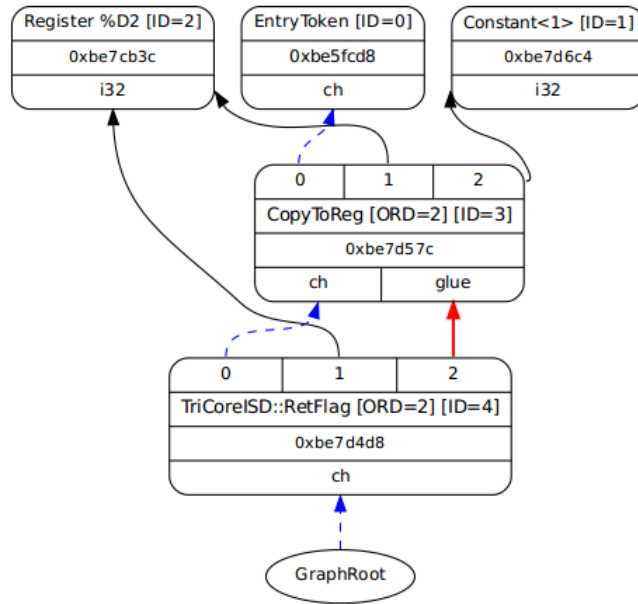 Register %D2 [ID=2]
0xbe7cb3c
i32
EntryToken [ID=0]
0xbe5fcd8
ch
Constant<1> [ID=1]
0xbe7d6c4
i32
0 1 2
CopyToReg [ORD=2] [ID=3]
0xbe7d57c
ch glue
0 1 2
TriCoreISD::RetFlag [ORD=2] [ID=4]
0xbe7d4d8
ch
GraphRoot